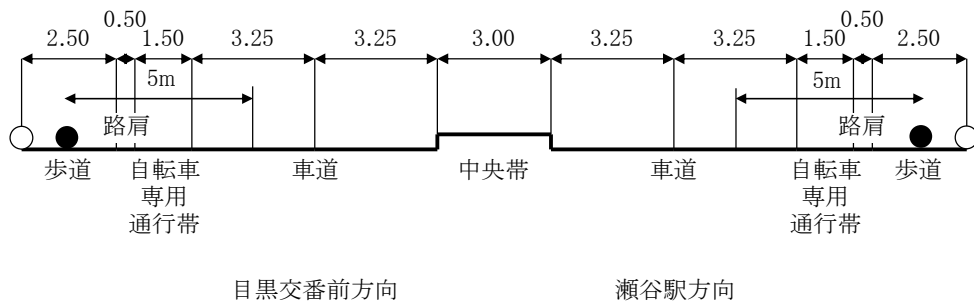 0.50 0.50
2.50 1.50 3.25 3.25 3.00 3.25 3.25 1.50 2.50
5m 5m
路肩 路肩
歩道 自転車 車道 中央帯 車道 自転車 歩道
専用 専用
通行帯 通行帯
目黒交番前方向 瀬谷駅方向